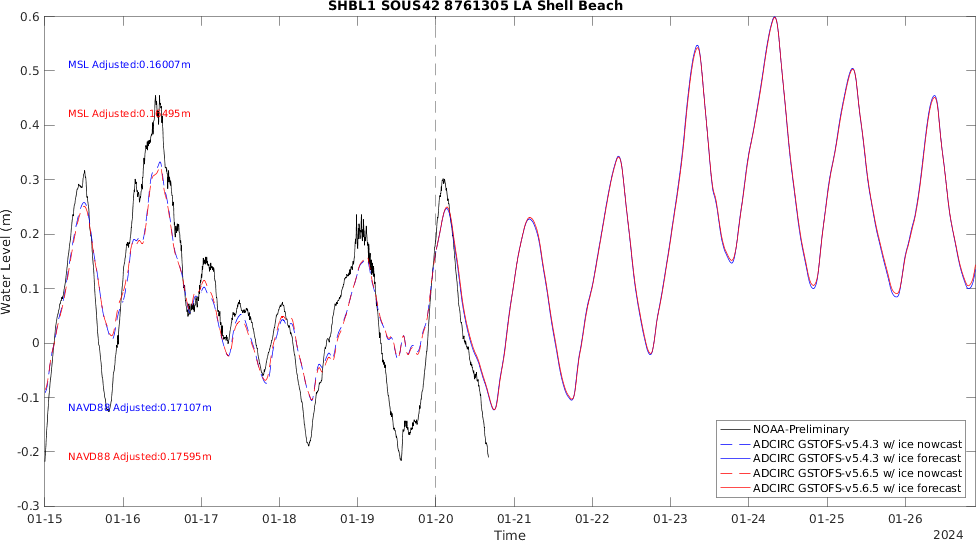 SHBL1 SOUS42 8761305 LA Shell Beach
Water Level (m)
0.6
0.5
0.4
0.3
0.2
0.1
0
-0.1
-0.2
-0.3
MSL Adjusted:0.16007m
MSL Adjusted:0.16495m
NAVD88 Adjusted:0.17107m
NAVD88 Adjusted:0.17595m
NOAA-Preliminary
ADCIRC GSTOFS-v5.4.3 w/ ice nowcast
ADCIRC GSTOFS-v5.4.3 w/ ice forecast
ADCIRC GSTOFS-v5.6.5 w/ ice nowcast
ADCIRC GSTOFS-v5.6.5 w/ ice forecast
01-15 01-16 01-17 01-18 01-19 01-20 01-21 01-22 01-23 01-24 01-25 01-26
Time
2024